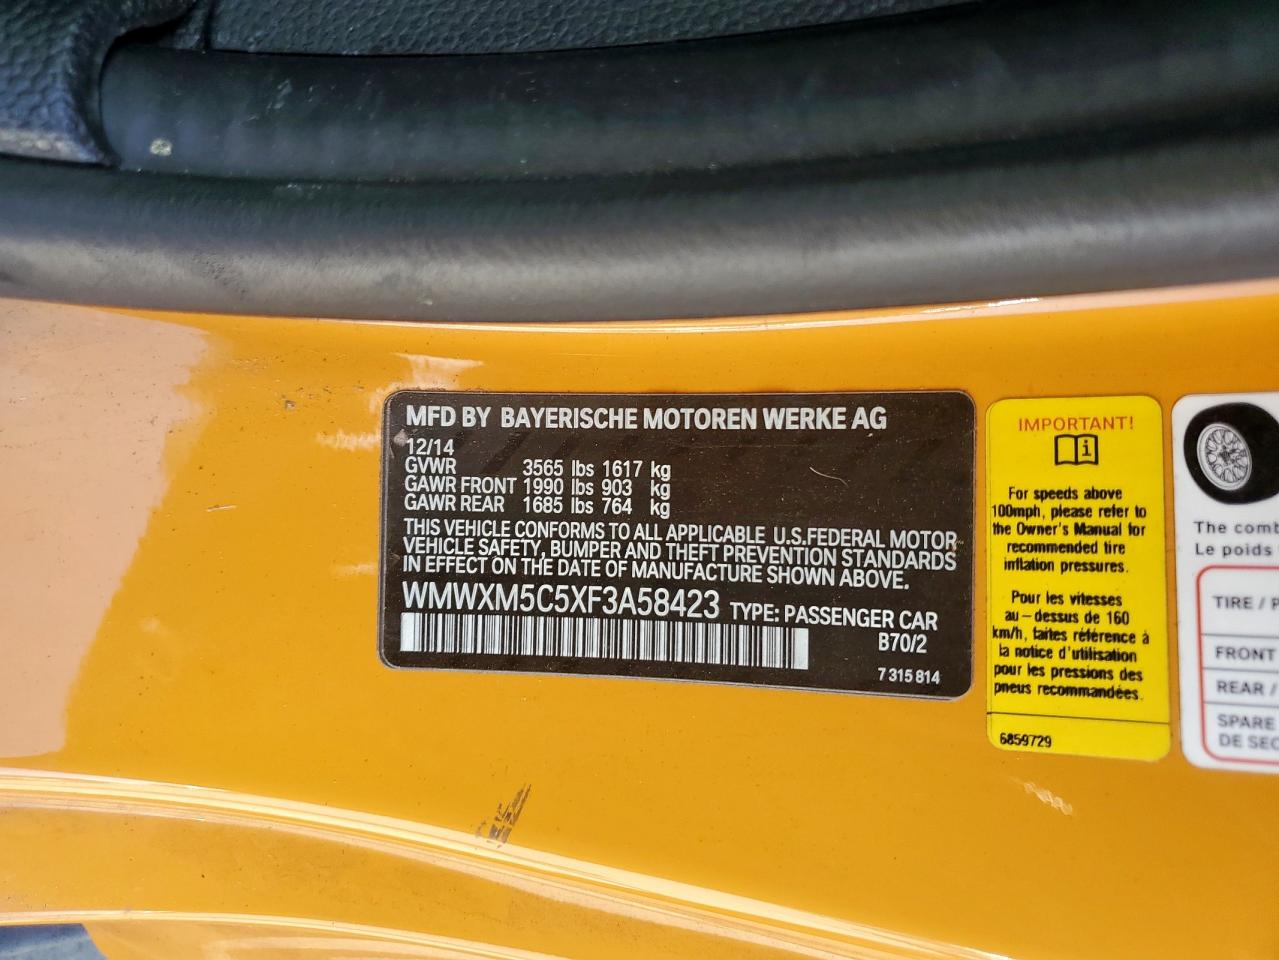 MFD BY BAYERISCHE MOTOREN WERKE AG
12/14
GVWR 3565 lbs 1617 kg
GAWR FRONT 1990 lbs 903 kg
GAWR REAR 1685 lbs 764 kg
THIS VEHICLE CONFORMS TO ALL APPLICABLE U.S.FEDERAL MOTOR
VEHICLE SAFETY, BUMPER AND THEFT PREVENTION STANDARDS
IN EFFECT ON THE DATE OF MANUFACTURE SHOWN ABOVE.
WMWXM5C5XF3A58423 TYPE: PASSENGER CAR
B70/2
7 315 814
IMPORTANT!
For speeds above
100mph, please refer to
the Owner's Manual for
recommended tire
inflation pressures.
Pour les vitesses
au - dessus de 160
km/h, faites référence à
la notice d'utilisation
pour les pressions des
pneus recommandées.
6859729
The comb
Le poids
TIRE / P
FRONT
REAR /
SPARE
DE SEC